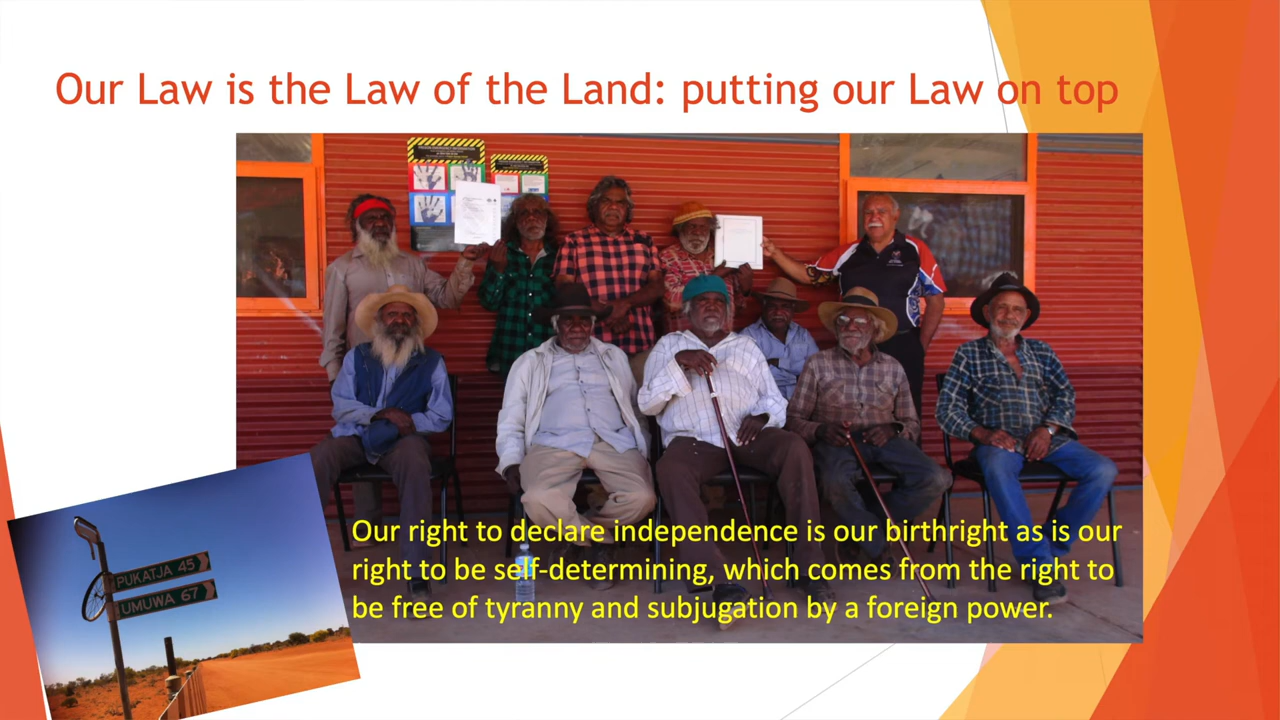 Our Law is the Law of the Land: putting our Law on top
Our right to declare independence is our birthright as is our
right to be self-determining, which comes from the right to
be free of tyranny and subjugation by a foreign power.
PUKATJA 45
UMUWA 67